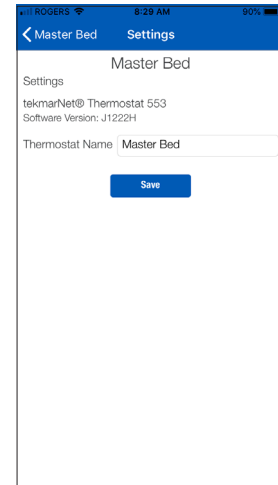 ROGERS 8:29 AM 90%
Master Bed Settings
Master Bed
Settings
tekmarNet® Thermostat 553
Software Version: J1222H
Thermostat Name Master Bed
Save